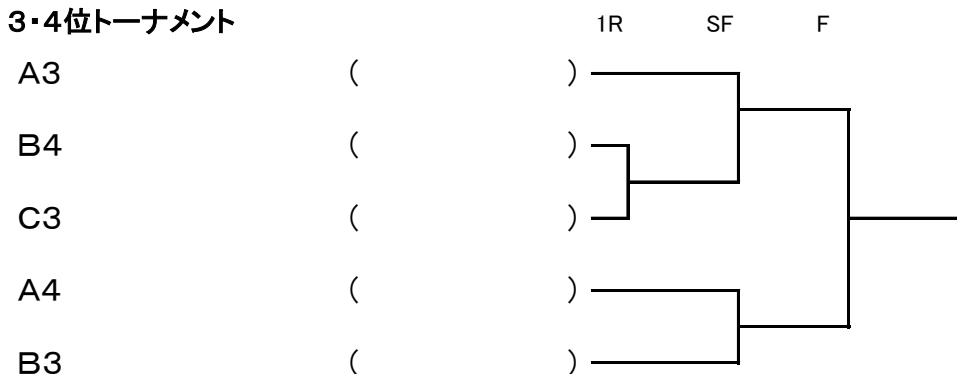 3・4位トーナメント 1R SF F
A3 ( )
B4 ( )
C3 ( )
A4 ( )
B3 ( )